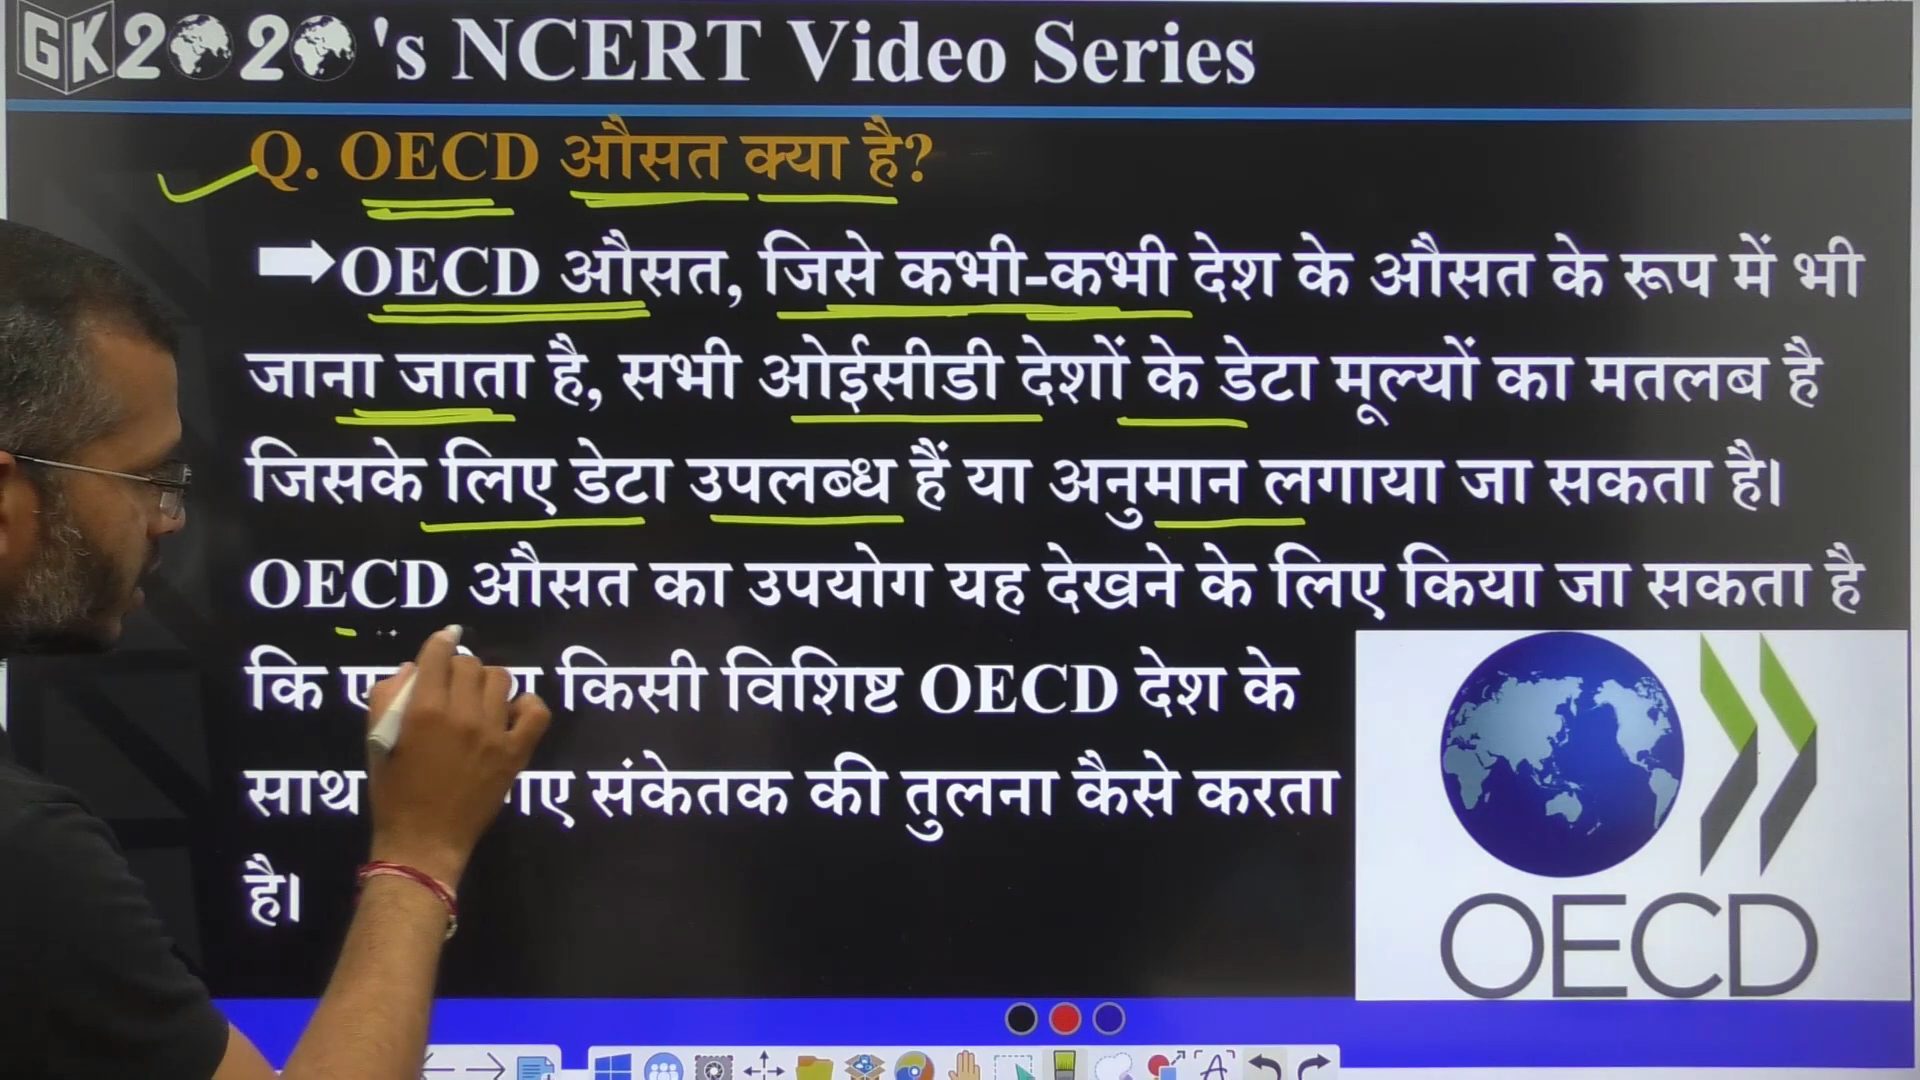 GK2020's NCERT Video Series
Q. OECD औसत क्या है?
OECD औसत, जिसे कभी-कभी देश के औसत के रूप में भी
जाना जाता है, सभी ओईसीडी देशों के डेटा मूल्यों का मतलब है
जिसके लिए डेटा उपलब्ध हैं या अनुमान लगाया जा सकता है।
OECD औसत का उपयोग यह देखने के लिए किया जा सकता है
कि किसी विशिष्ट OECD देश के
साथ संकेतक की तुलना कैसे करता
है।
OECD